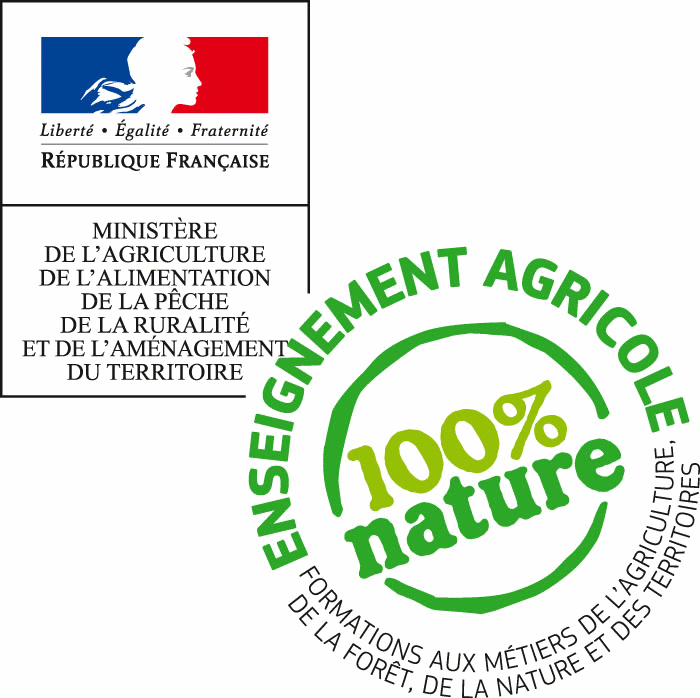 Liberté • Égalité • Fraternité
RÉPUBLIQUE FRANÇAISE
MINISTÈRE
DE L'AGRICULTURE
DE L'ALIMENTATION
DE LA PÊCHE
DE LA RURALITÉ
ET DE L'AMÉNAGEMENT
DU TERRITOIRE
ENSEIGNEMENT AGRICOLE
100%
nature
FORMATIONS AUX MÉTIERS DE L'AGRICULTURE,
DE LA FORÊT, DE LA NATURE ET DES TERRITOIRES